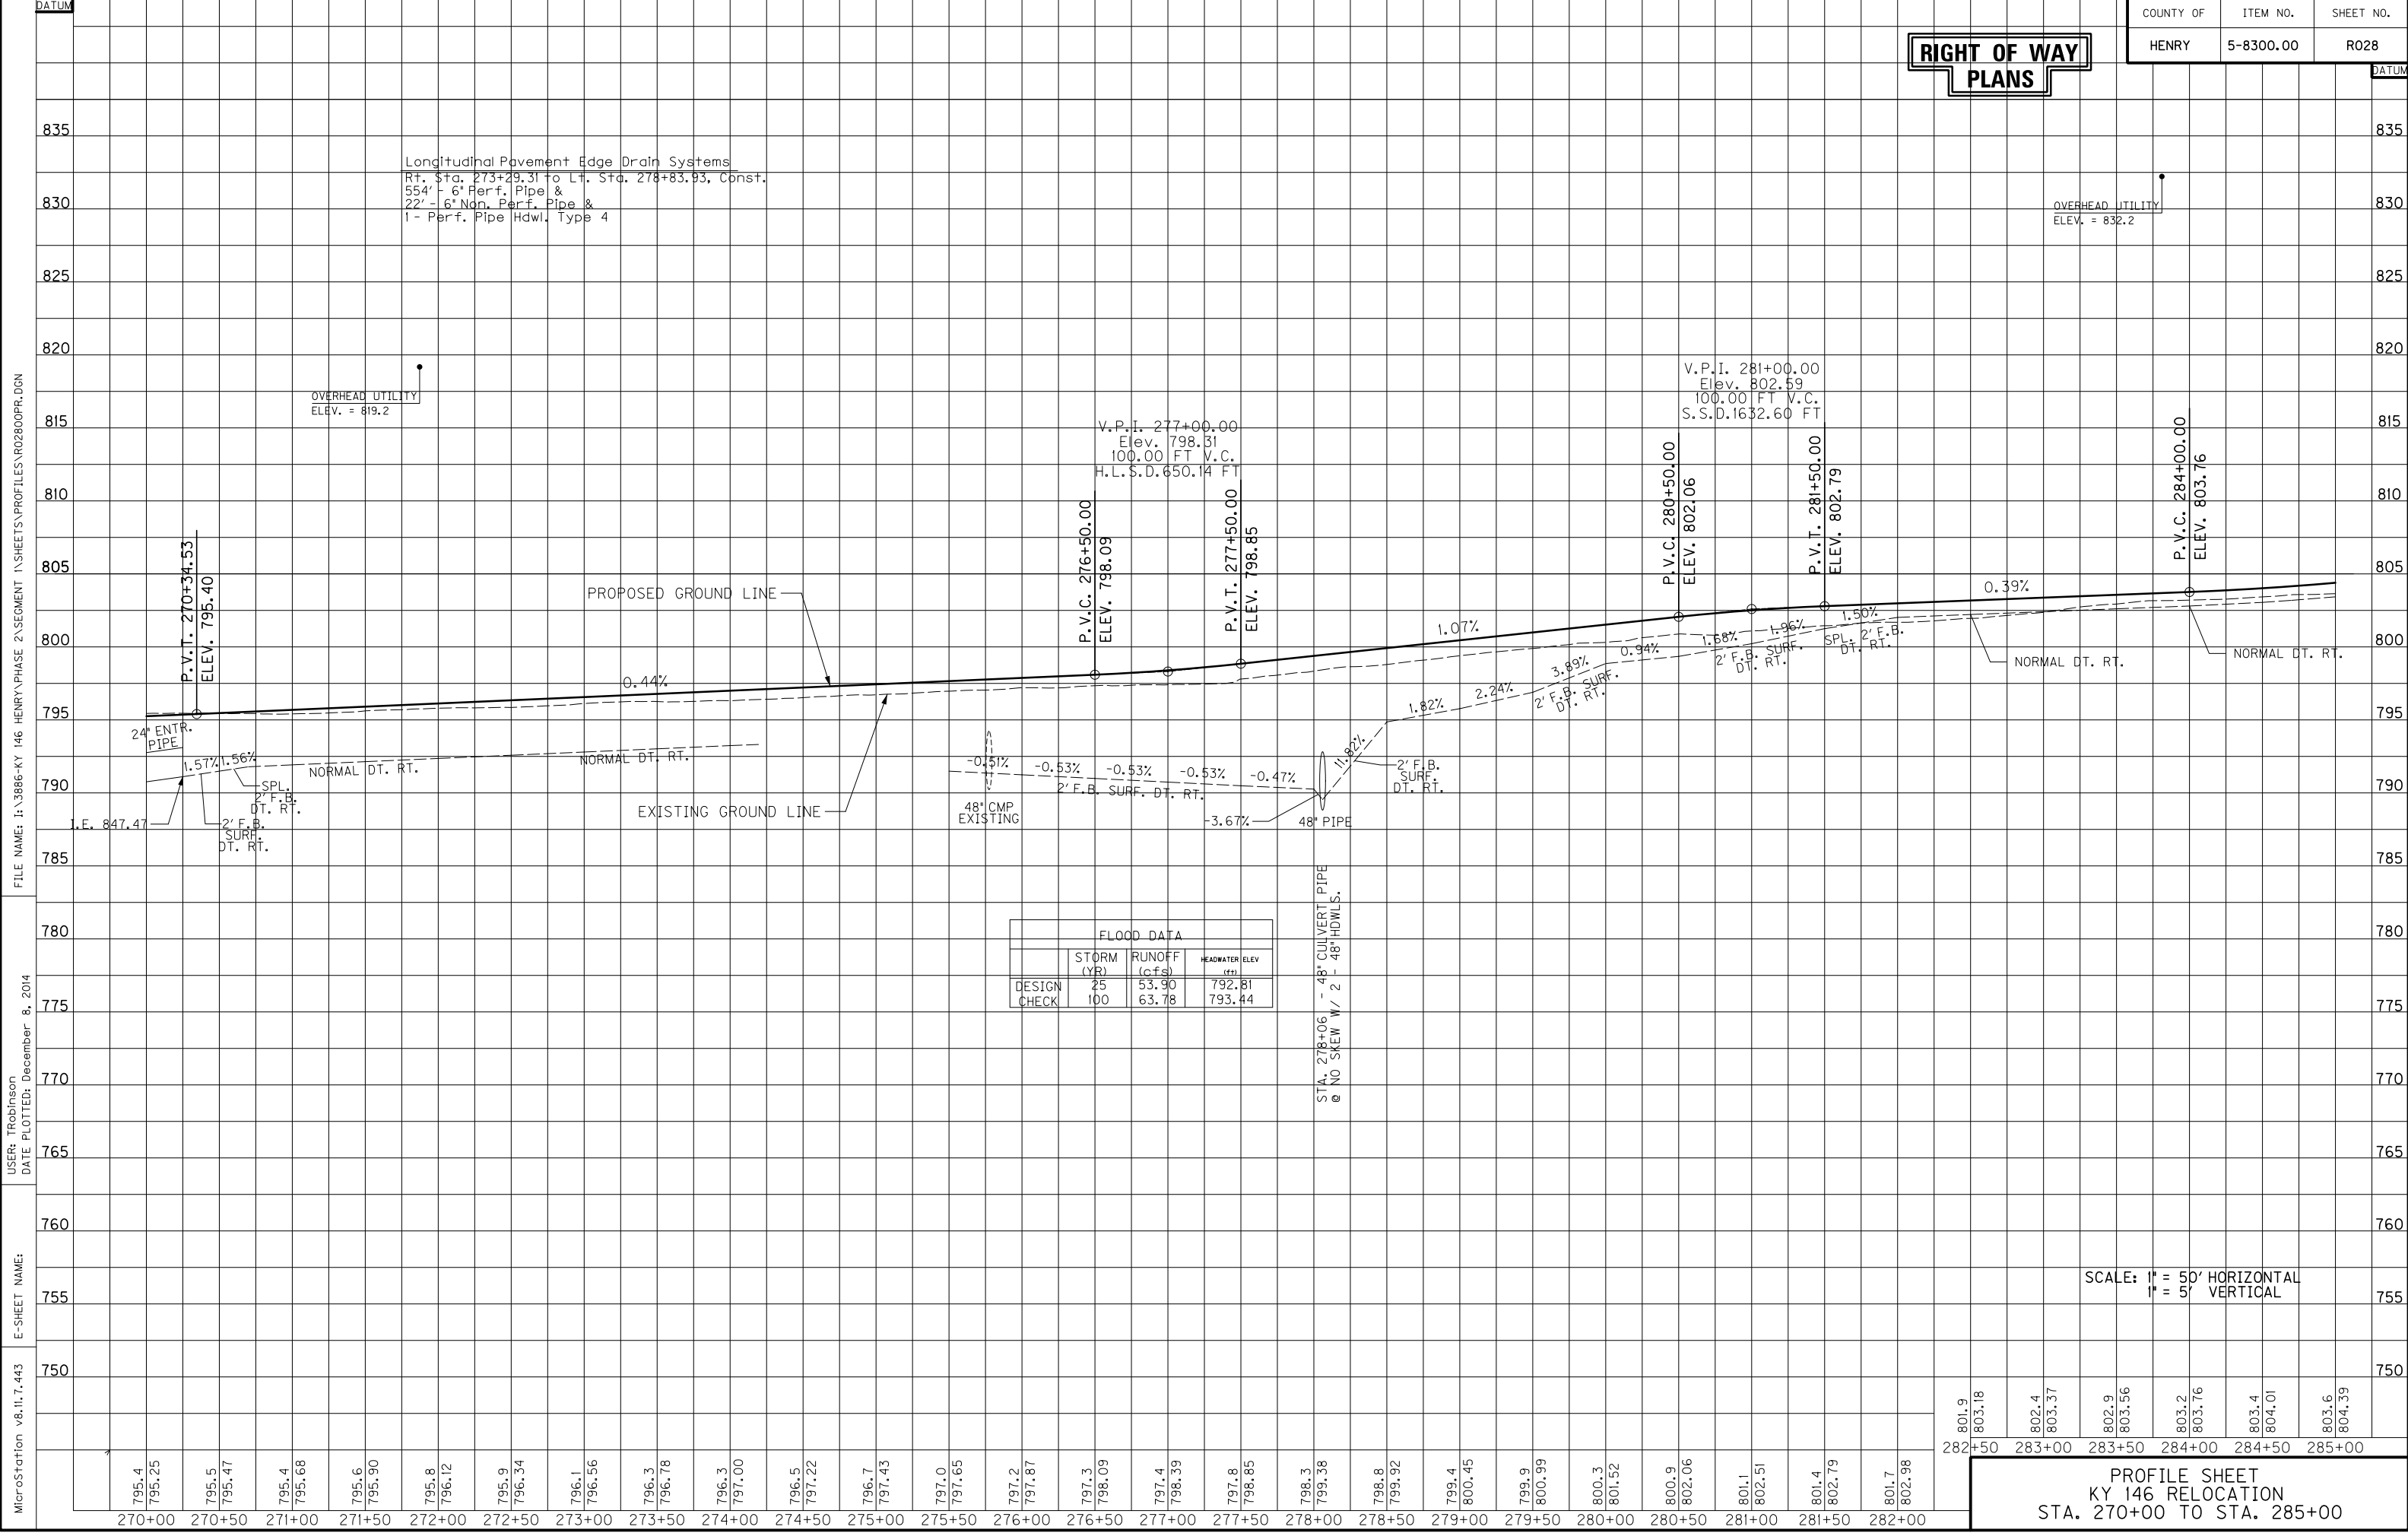 DATUM
COUNTY OF ITEM NO. SHEET NO.
HENRY 5-8300.00 R028
RIGHT OF WAY
PLANS
DATUM
835 835
830 830
825 825
820 820
815 815
810 810
805 805
800 800
795 795
790 790
785 785
780 780
775 775
770 770
765 765
760 760
755 755
750 750
Longitudinal Pavement Edge Drain Systems
Rt. Sta. 273+29.31 to Lt. Sta. 278+83.93, Const.
554' - 6" Perf. Pipe &
22' - 6" Non. Perf. Pipe &
1 - Perf. Pipe Hdwl. Type 4
OVERHEAD UTILITY
ELEV. = 832.2
OVERHEAD UTILITY
ELEV. = 819.2
V.P.I. 281+00.00
Elev. 802.59
100.00 FT V.C.
S.S.D.1632.60 FT
V.P.I. 277+00.00
Elev. 798.31
100.00 FT V.C.
H.L.S.D.650.14 FT
P.V.T. 270+34.53
ELEV. 795.40
P.V.C. 276+50.00
ELEV. 798.09
P.V.T. 277+50.00
ELEV. 798.85
P.V.C. 280+50.00
ELEV. 802.06
P.V.T. 281+50.00
ELEV. 802.79
P.V.C. 284+00.00
ELEV. 803.76
PROPOSED GROUND LINE
0.44%
1.07%
0.39%
24" ENTR.
PIPE
1.57% 1.56%
NORMAL DT. RT.
NORMAL DT. RT.
SPL.
2' F.B.
DT. RT.
I.E. 847.47
2' F.B.
SURF.
DT. RT.
EXISTING GROUND LINE
-0.51% -0.53% -0.53% -0.53% -0.47%
2' F.B. SURF. DT. RT.
48" CMP
EXISTING
-3.67%
48" PIPE
11.82%
2' F.B.
SURF.
DT. RT.
1.82%
2.24%
3.89%
2' F.B. SURF.
DT. RT.
0.94%
1.68%
1.96%
2' F.B. SURF.
DT. RT.
1.50%
SPL. 2' F.B.
DT. RT.
NORMAL DT. RT.
NORMAL DT. RT.
STA. 278+06 - 48" CULVERT PIPE
@ NO SKEW W/ 2 - 48" HDWLS.
FLOOD DATA
STORM (YR) RUNOFF (cfs) HEADWATER ELEV (ft)
DESIGN 25 53.90 792.81
CHECK 100 63.78 793.44
SCALE: 1" = 50' HORIZONTAL
1" = 5' VERTICAL
801.9 803.18
802.4 803.37
802.9 803.56
803.2 803.76
803.4 804.01
803.6 804.39
282+50 283+00 283+50 284+00 284+50 285+00
795.4 795.25
795.5 795.47
795.4 795.68
795.6 795.90
795.8 796.12
795.9 796.34
796.1 796.56
796.3 796.78
796.3 797.00
796.5 797.22
796.7 797.43
797.0 797.65
797.2 797.87
797.3 798.09
797.4 798.39
797.8 798.85
798.3 799.38
798.8 799.92
799.4 800.45
799.9 800.99
800.3 801.52
800.9 802.06
801.1 802.51
801.4 802.79
801.7 802.98
270+00 270+50 271+00 271+50 272+00 272+50 273+00 273+50 274+00 274+50 275+00 275+50 276+00 276+50 277+00 277+50 278+00 278+50 279+00 279+50 280+00 280+50 281+00 281+50 282+00
PROFILE SHEET
KY 146 RELOCATION
STA. 270+00 TO STA. 285+00
FILE NAME: I:\3886-KY 146 HENRY\PHASE 2\SEGMENT 1\SHEETS\PROFILES\R02800PR.DGN
USER: TRobinson
DATE PLOTTED: December 8, 2014
E-SHEET NAME:
MicroStation v8.11.7.443